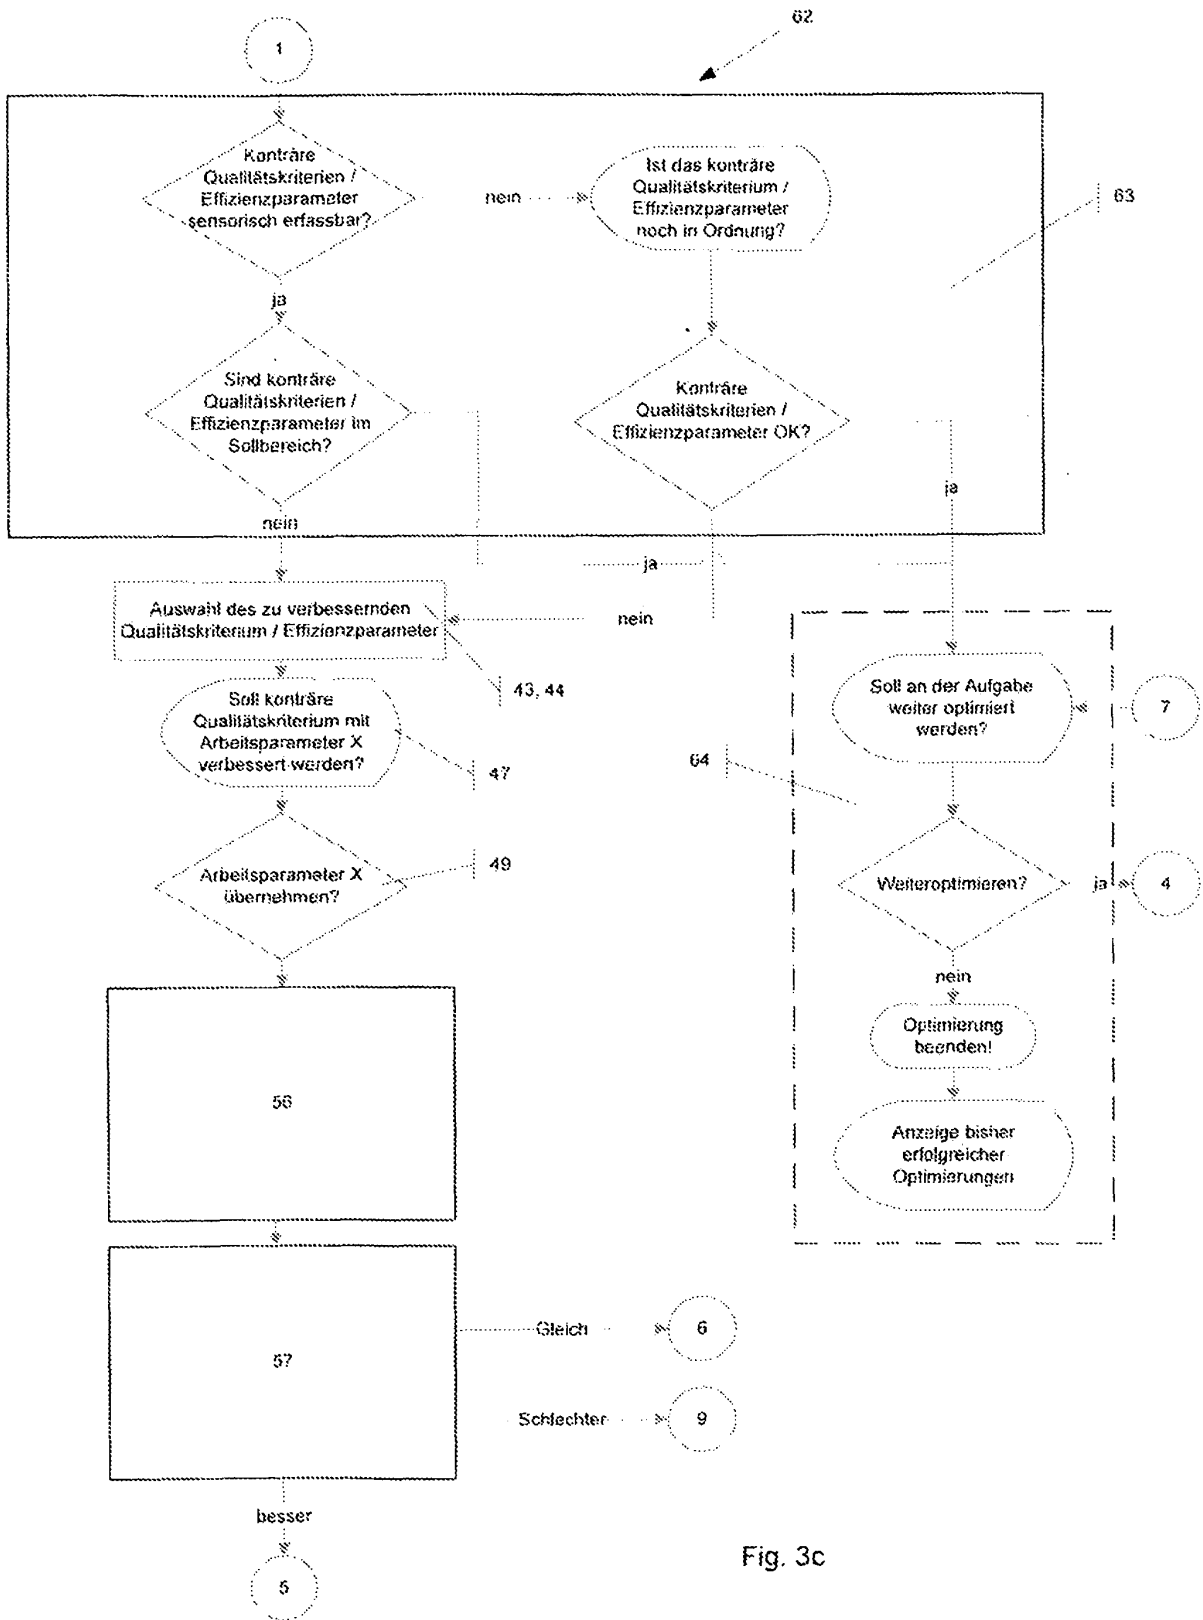 62
1
Konträre
Qualitätskriterien /
Effizienzparameter
sensorisch erfassbar?
nein
Ist das konträre
Qualitätskriterium /
Effizienzparameter
noch in Ordnung?
63
ja
Sind konträre
Qualitätskriterien /
Effizienzparameter im
Sollbereich?
Konträre
Qualitätskriterien /
Effizienzparameter OK?
ja
nein
ja
Auswahl des zu verbessernden
Qualitätskriterium / Effizienzparameter
nein
43, 44
Soll konträre
Qualitätskriterium mit
Arbeitsparameter X
verbessert werden?
47
Soll an der Aufgabe
weiter optimiert
werden?
7
64
Arbeitsparameter X
übernehmen?
49
Weiteroptimieren?
ja
4
nein
Optimierung
beenden!
56
Anzeige bisher
erfolgreicher
Optimierungen
57
Gleich
6
Schlechter
9
besser
5
Fig. 3c